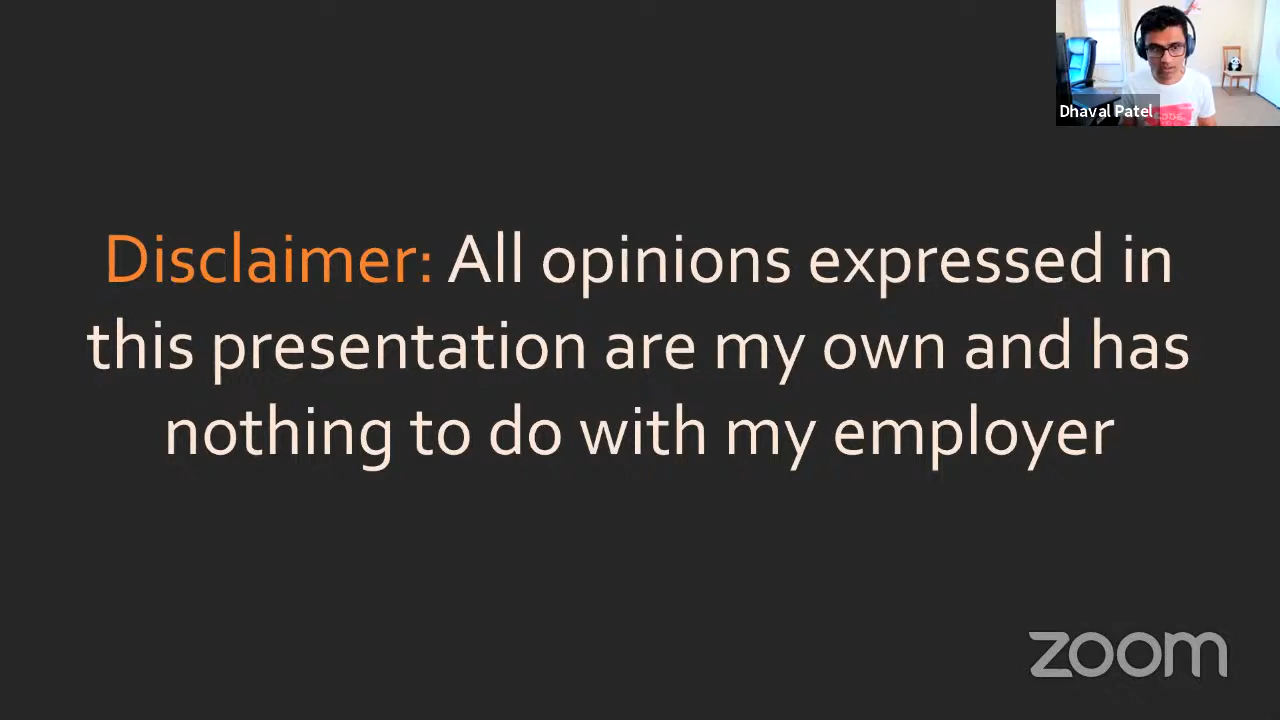 Dhaval Patel
Disclaimer: All opinions expressed in
this presentation are my own and has
nothing to do with my employer
zoom